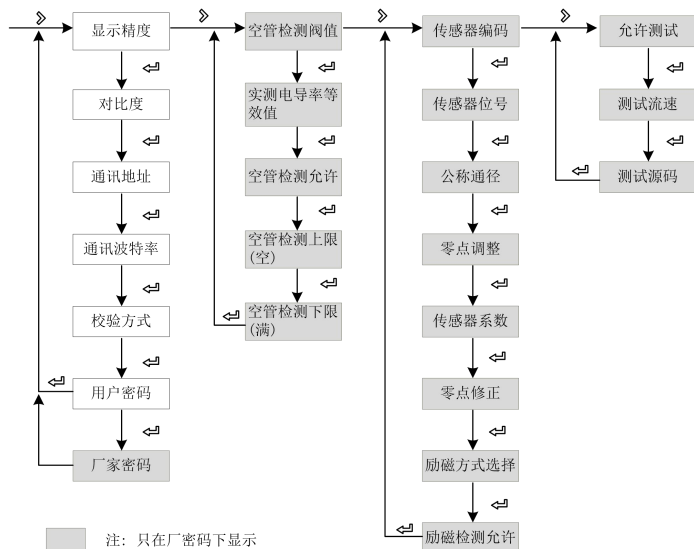 显示精度
对比度
通讯地址
通讯波特率
校验方式
用户密码
厂家密码
空管检测阀值
实测电导率等
效值
空管检测允许
空管检测上限
(空)
空管检测下限
(满)
传感器编码
传感器位号
公称通径
零点调整
传感器系数
零点修正
励磁方式选择
励磁检测允许
允许测试
测试流速
测试源码
注：只在厂密码下显示